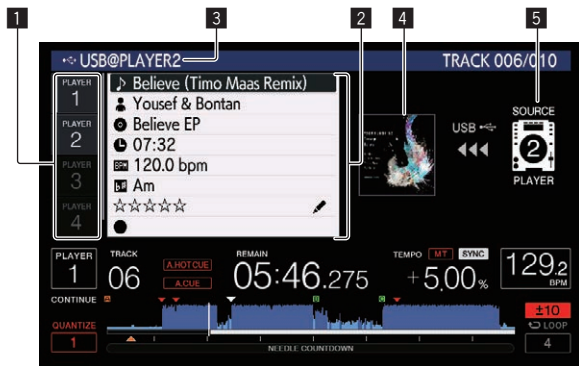 1
3
2
4
5
USB@PLAYER2
TRACK 006/010
PLAYER
1
PLAYER
2
PLAYER
3
PLAYER
4
Believe (Timo Maas Remix)
Yousef & Bontan
Believe EP
07:32
BPM 120.0 bpm
Am
☆☆☆☆☆
USB
SOURCE
2
PLAYER
PLAYER
1
TRACK
06
A.HOT CUE
A.CUE
REMAIN
05:46.275
TEMPO MT SYNC
+5.00%
129.2
BPM
CONTINUE
A
B
C
QUANTIZE
1
NEEDLE COUNTDOWN
±10
LOOP
4